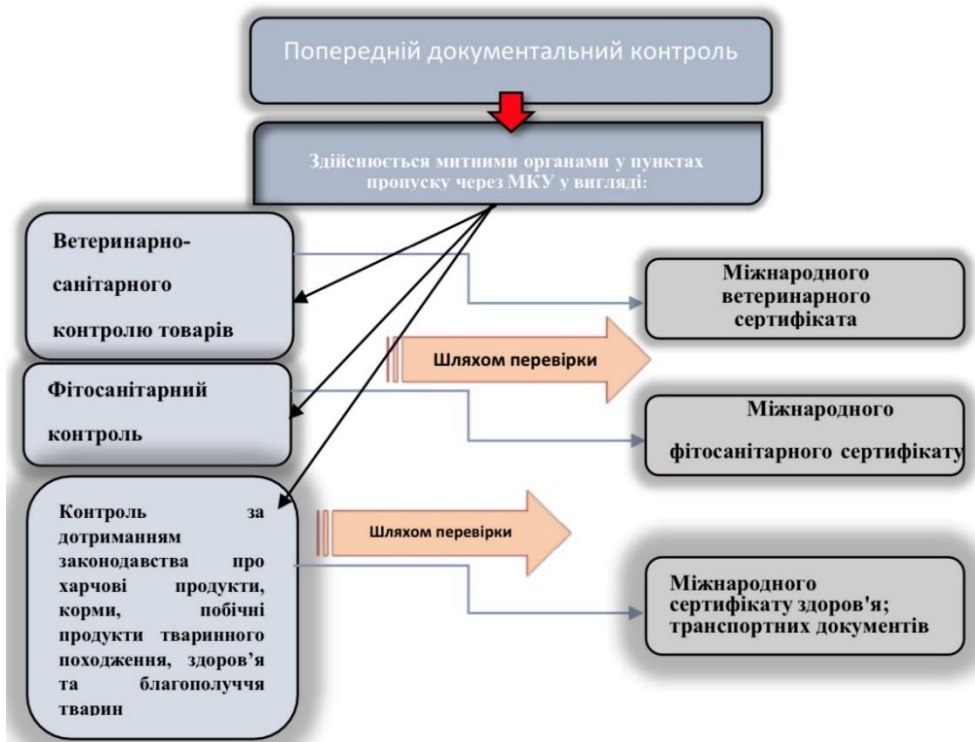 Попередній документальний контроль
Здійснюється митними органами у пунктах
пропуску через МКУ у вигляді:
Ветеринарно-
санітарного
контролю товарів
Міжнародного
ветеринарного
сертифіката
Шляхом перевірки
Фітосанітарний
контроль
Міжнародного
фітосанітарного сертифікату
Контроль за
дотриманням
законодавства про
харчові продукти,
корми, побічні
продукти тваринного
походження, здоров’я
та благополуччя
тварин
Шляхом перевірки
Міжнародного
сертифікату здоров'я;
транспортних документів